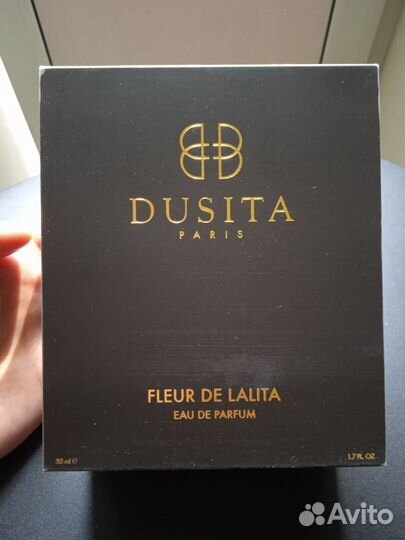 DUSITA
PARIS
FLEUR DE LALITA
EAU DE PARFUM
50 ml ℮
1.7 FL. OZ
Avito